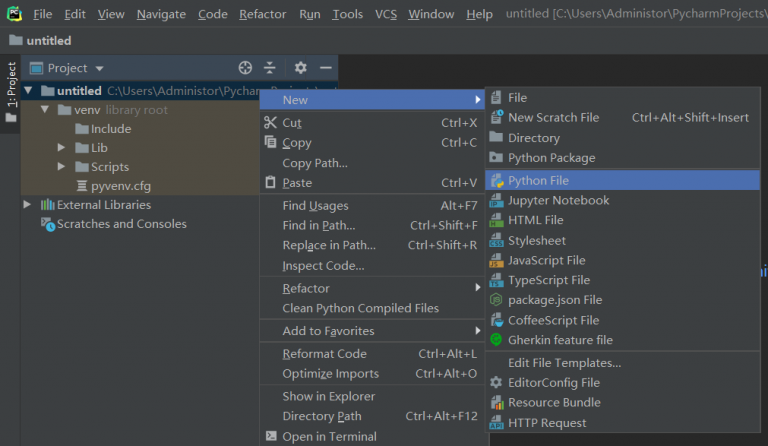 PC File Edit View Navigate Code Refactor Run Tools VCS Window Help untitled [C:\Users\Administor\PycharmProjects\
untitled
1: Project
Project
untitled C:\Users\Administor\Pycharm
venv library root
Include
Lib
Scripts
pyvenv.cfg
External Libraries
Scratches and Consoles
New
Cut Ctrl+X
Copy Ctrl+C
Copy Path...
Paste Ctrl+V
Find Usages Alt+F7
Find in Path... Ctrl+Shift+F
Replace in Path... Ctrl+Shift+R
Inspect Code...
Refactor
Clean Python Compiled Files
Add to Favorites
Reformat Code Ctrl+Alt+L
Optimize Imports Ctrl+Alt+O
Show in Explorer
Directory Path Ctrl+Alt+F12
Open in Terminal
File
New Scratch File Ctrl+Alt+Shift+Insert
Directory
Python Package
Python File
Jupyter Notebook
HTML File
Stylesheet
JavaScript File
TypeScript File
package.json File
CoffeeScript File
Gherkin feature file
Edit File Templates...
EditorConfig File
Resource Bundle
HTTP Request